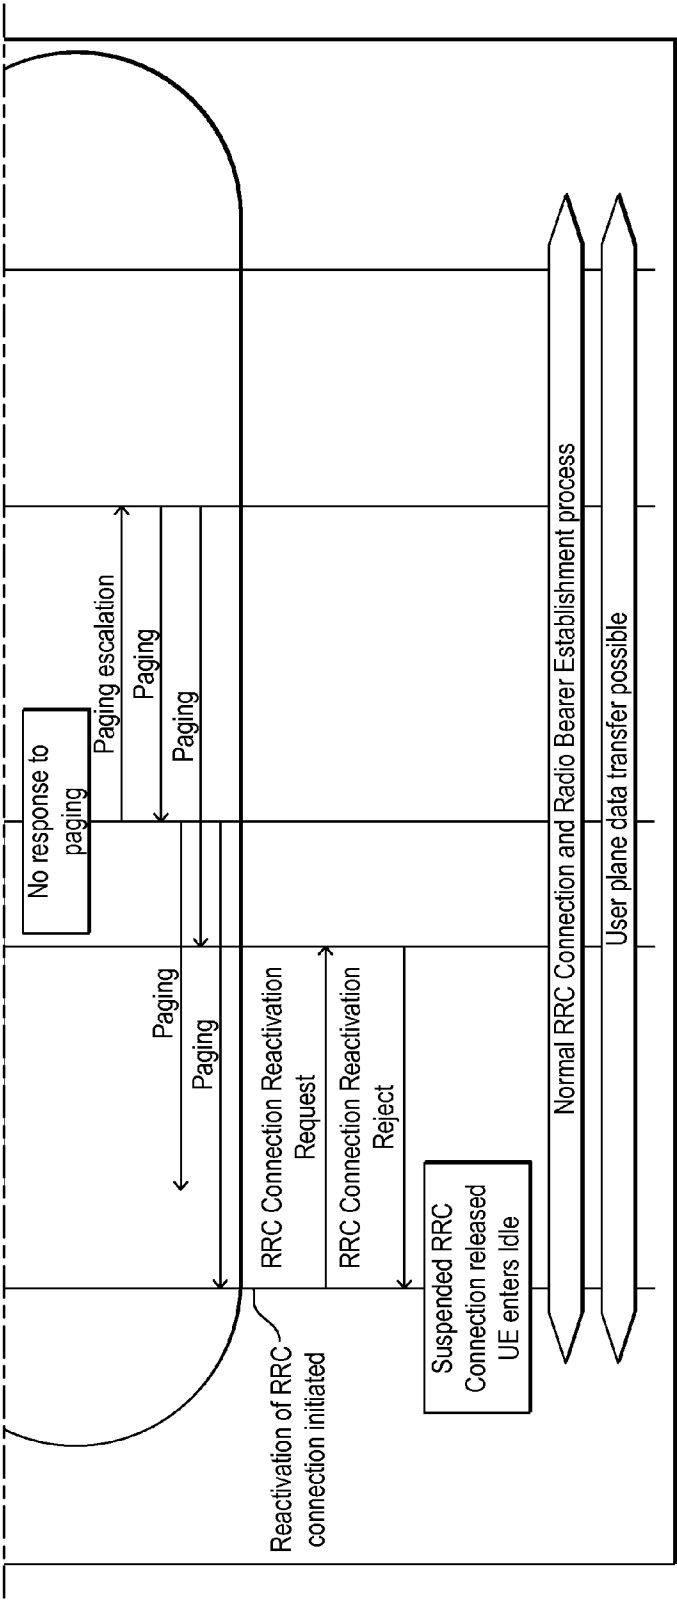 No response to
paging
Paging escalation
Paging
Paging
Paging
Paging
Reactivation of RRC
connection initiated
RRC Connection Reactivation
Request
RRC Connection Reactivation
Reject
Suspended RRC
Connection released
UE enters Idle
Normal RRC Connection and Radio Bearer Establishment process
User plane data transfer possible